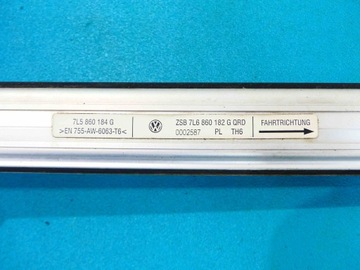 7L5 860 184 G
>EN 755-AW-6063-T6<
ZSB 7L6 860 182 G QRD
0002587 PL TH6
FAHRTRICHTUNG